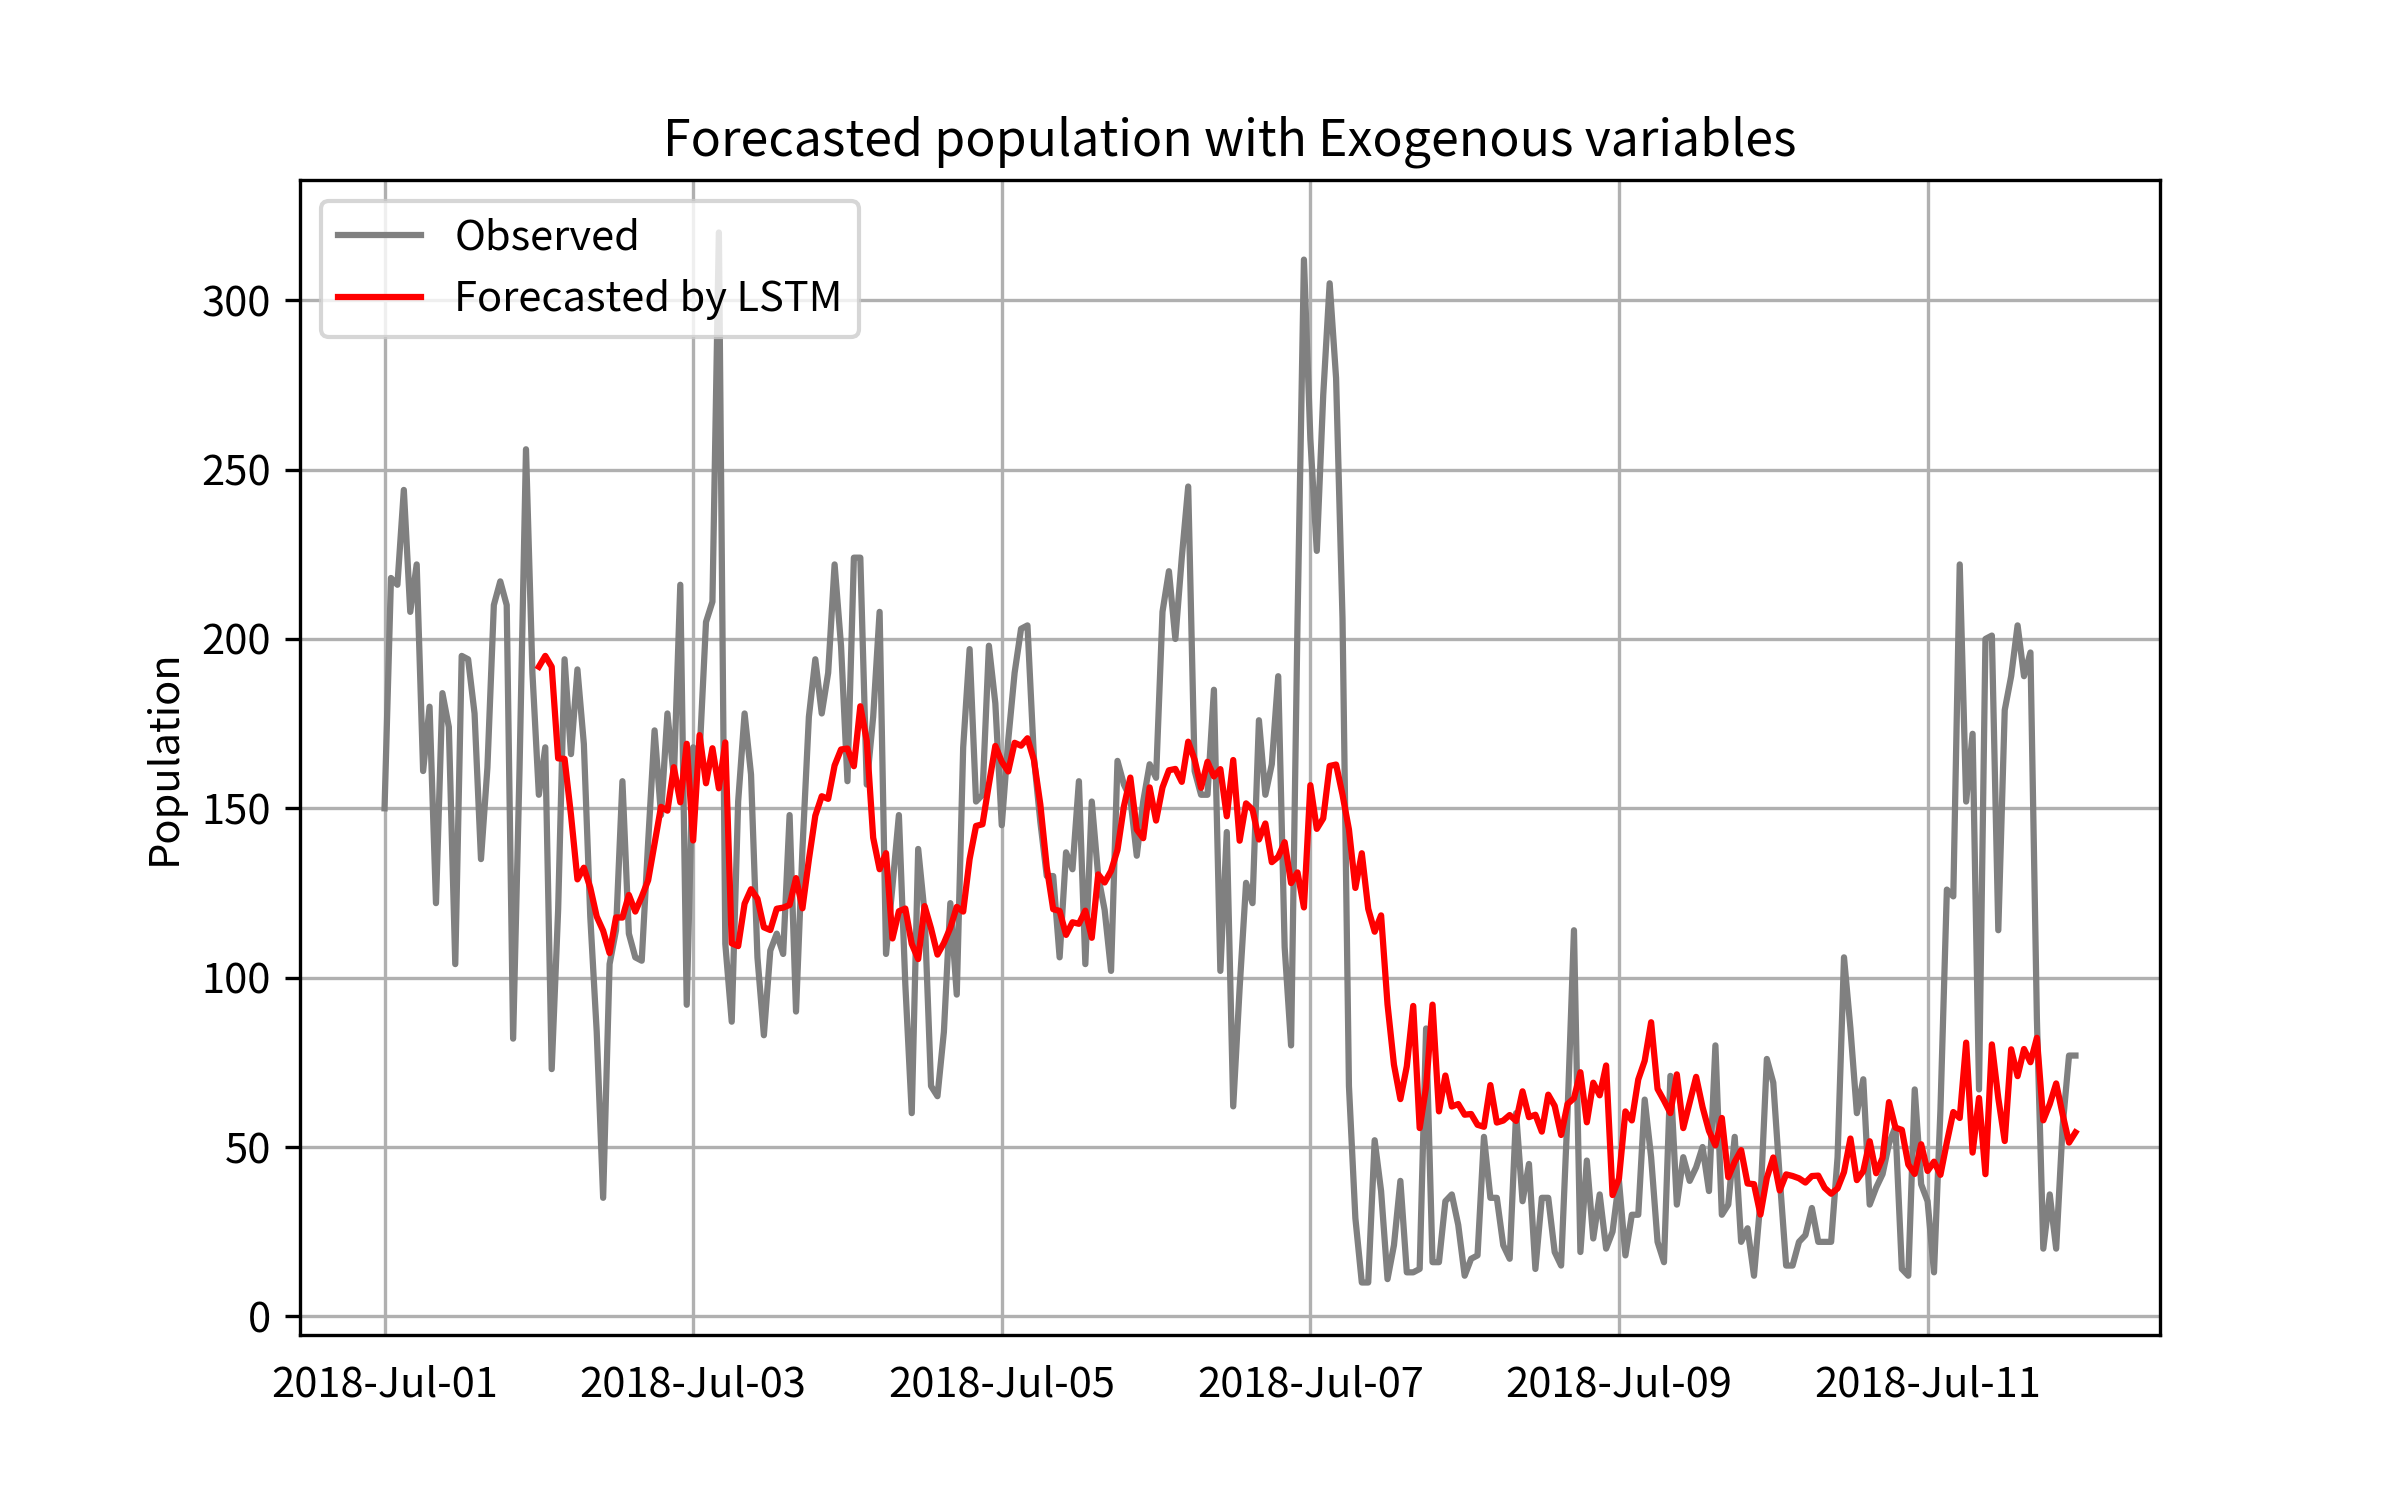 Forecasted population with Exogenous variables
Observed
Forecasted by LSTM
Population
300
250
200
150
100
50
0
2018-Jul-01 2018-Jul-03 2018-Jul-05 2018-Jul-07 2018-Jul-09 2018-Jul-11